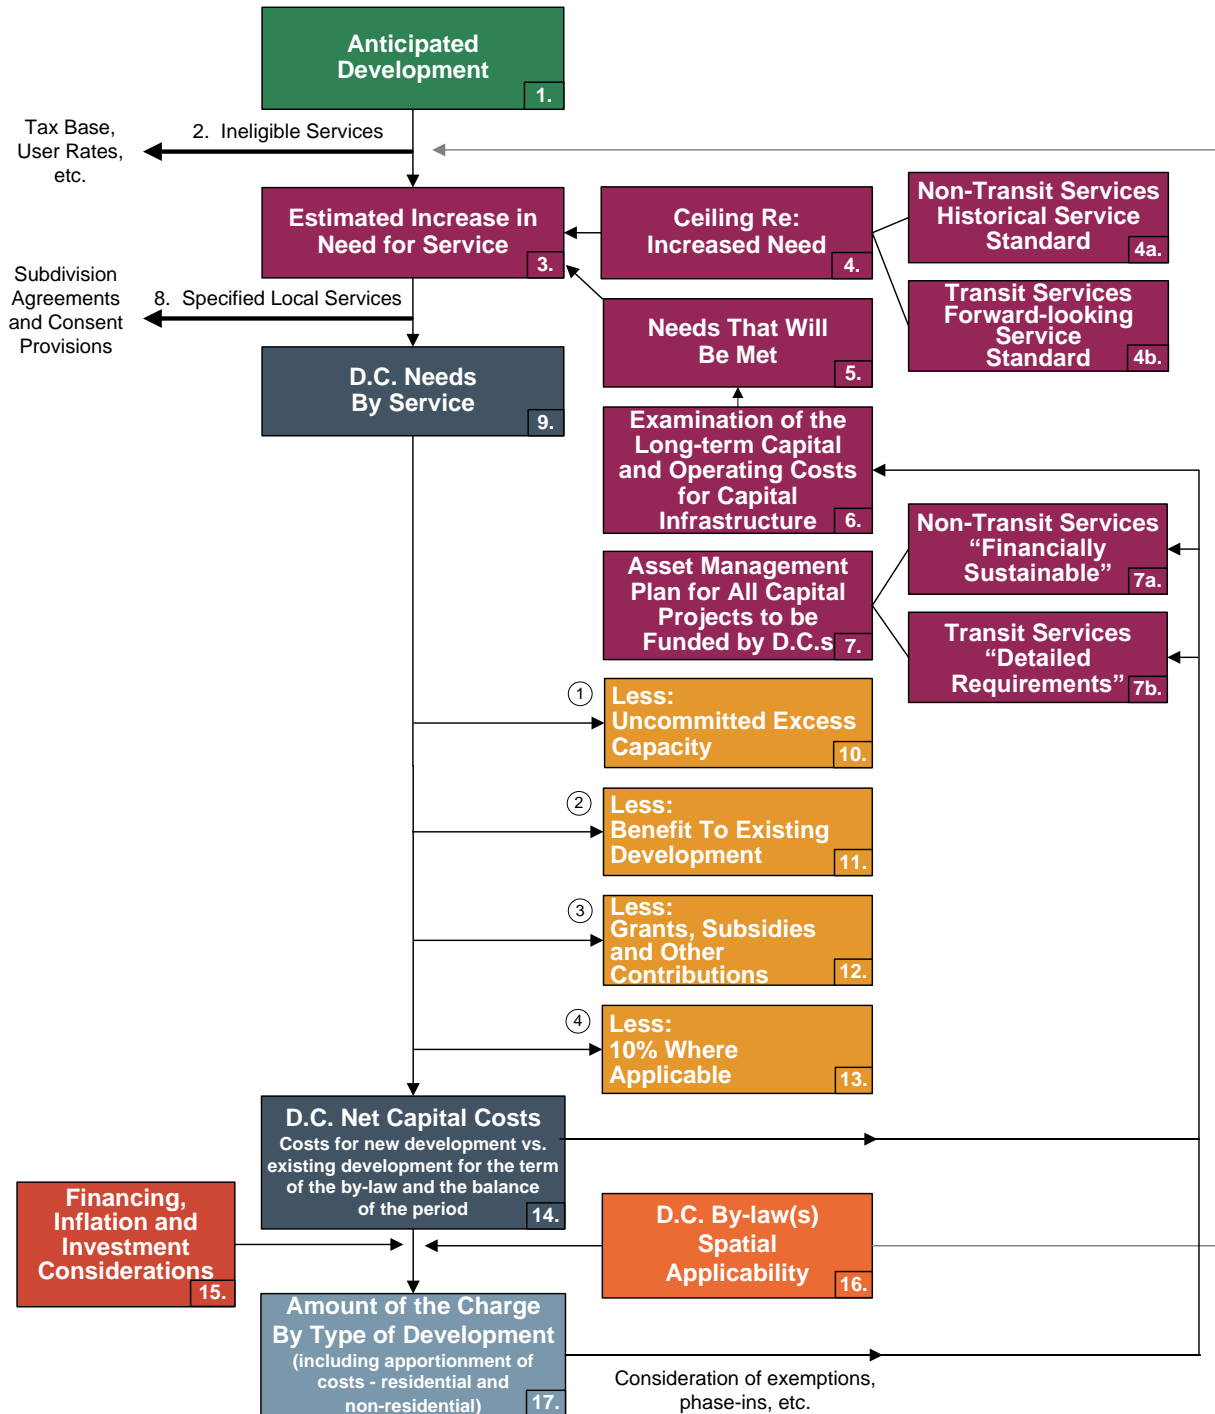 Anticipated
Development
1.
2.  Ineligible Services
Tax Base,
User Rates,
etc.
Estimated Increase in
Need for Service
3.
Ceiling Re:
Increased Need
4.
Non-Transit Services
Historical Service
Standard
4a.
Transit Services
Forward-looking
Service
Standard
4b.
Subdivision
Agreements
and Consent
Provisions
8.  Specified Local Services
Needs That Will
Be Met
5.
D.C. Needs
By Service
9.
Examination of the
Long-term Capital
and Operating Costs
for Capital
Infrastructure
6.
Non-Transit Services
“Financially
Sustainable”
7a.
Asset Management
Plan for All Capital
Projects to be
Funded by D.C.s
7.
Transit Services
“Detailed
Requirements”
7b.
1
Less:
Uncommitted Excess
Capacity
10.
2
Less:
Benefit To Existing
Development
11.
3
Less:
Grants, Subsidies
and Other
Contributions
12.
4
Less:
10% Where
Applicable
13.
D.C. Net Capital Costs
Costs for new development vs.
existing development for the term
of the by-law and the balance
of the period
14.
Financing,
Inflation and
Investment
Considerations
15.
D.C. By-law(s)
Spatial
Applicability
16.
Amount of the Charge
By Type of Development
(including apportionment of
costs - residential and
non-residential)
17.
Consideration of exemptions,
phase-ins, etc.